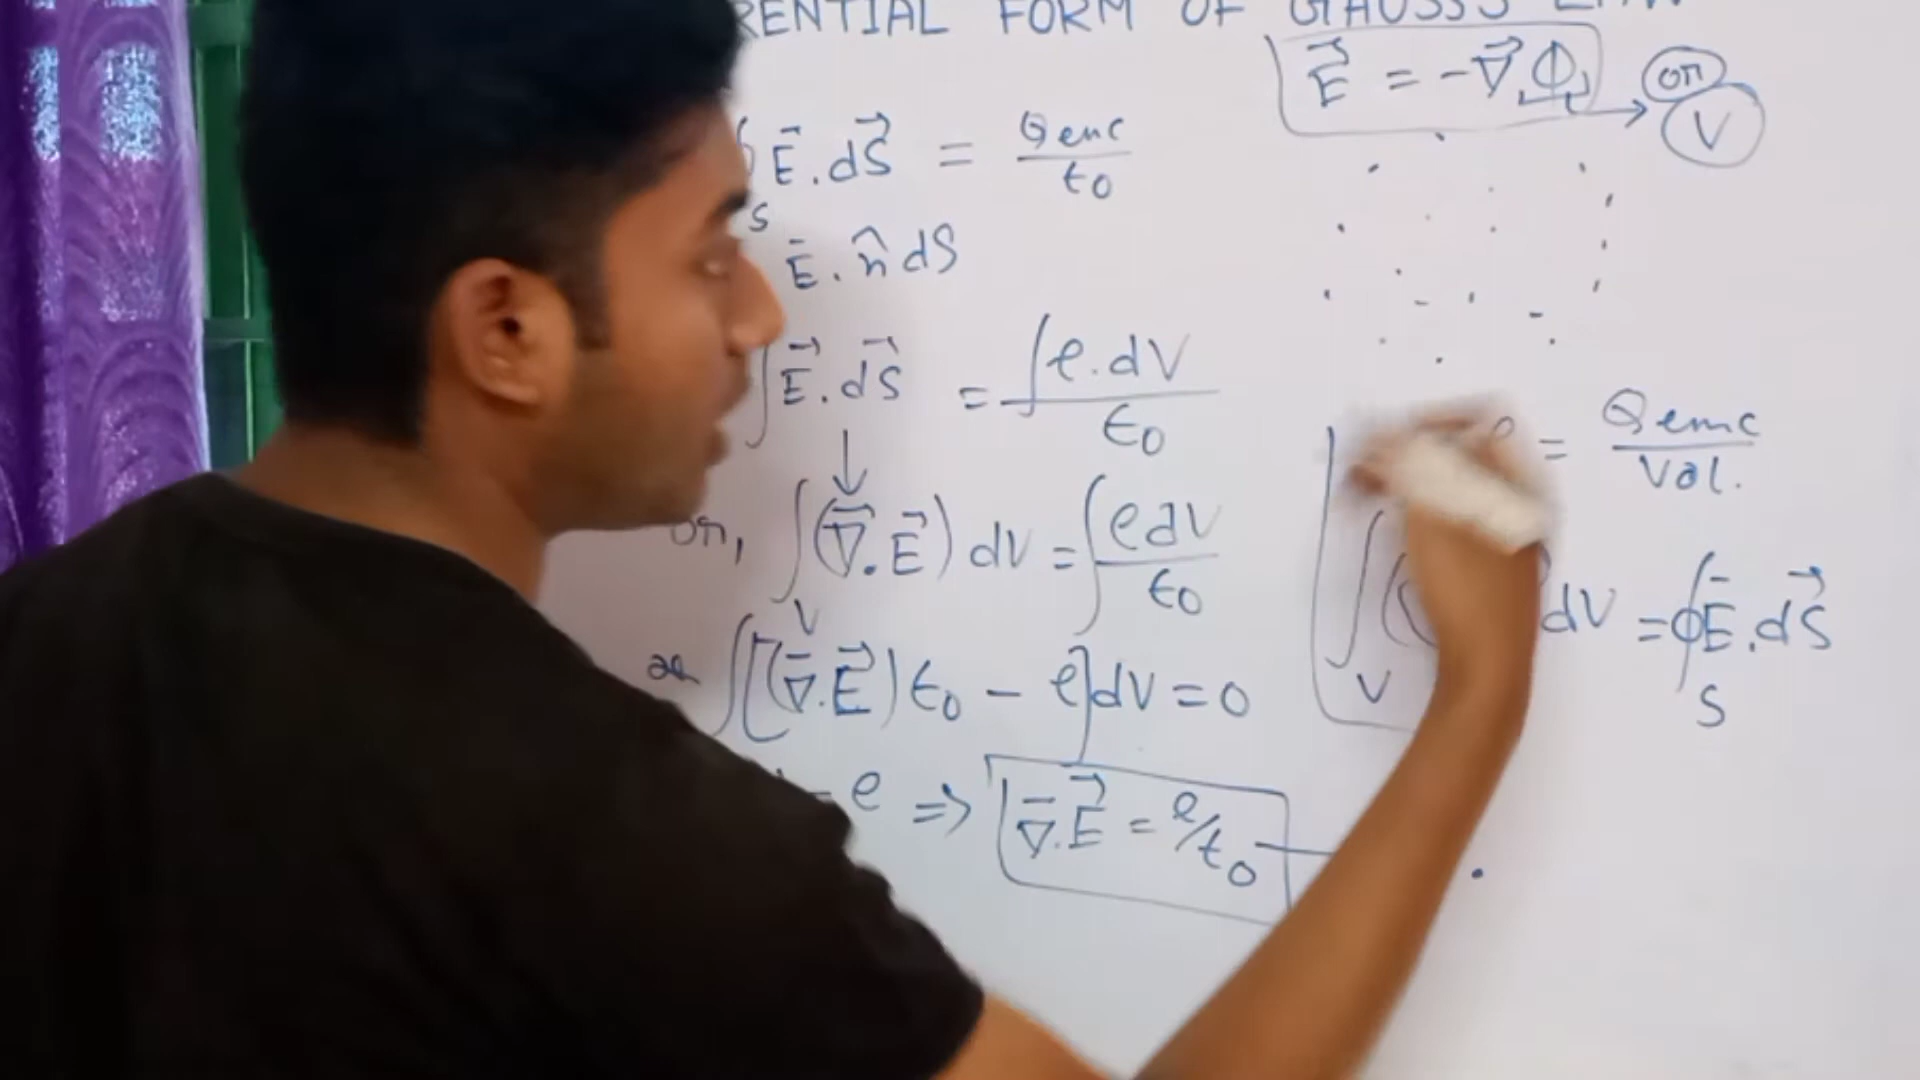 RENTIAL FORM OF GAUSS'S LAW
∮ E⃗.dS⃗ = Qenc/ε0
S
E⃗.n̂ dS
∫E⃗.dS⃗ = ∫ρ.dV/ε0
↓
or, ∫(∇⃗.E⃗) dV = ∫ρdV/ε0
V
∫[(∇⃗.E⃗)ε0 - ρ]dV = 0
ρ ⇒ ∇⃗.E⃗ = ρ/ε0
E⃗ = -∇⃗Φ → or V
ρ = Qenc/Vol.
∫( dV = ∮E⃗.dS⃗
V S